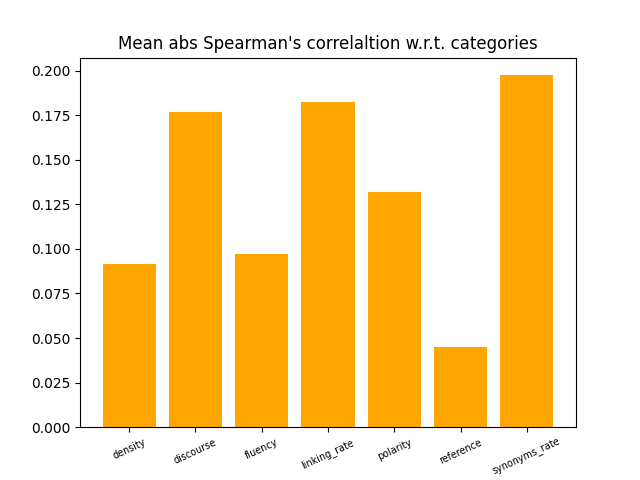 Mean abs Spearman's correlaltion w.r.t. categories
0.200
0.175
0.150
0.125
0.100
0.075
0.050
0.025
0.000
density
discourse
fluency
linking_rate
polarity
reference
synonyms_rate